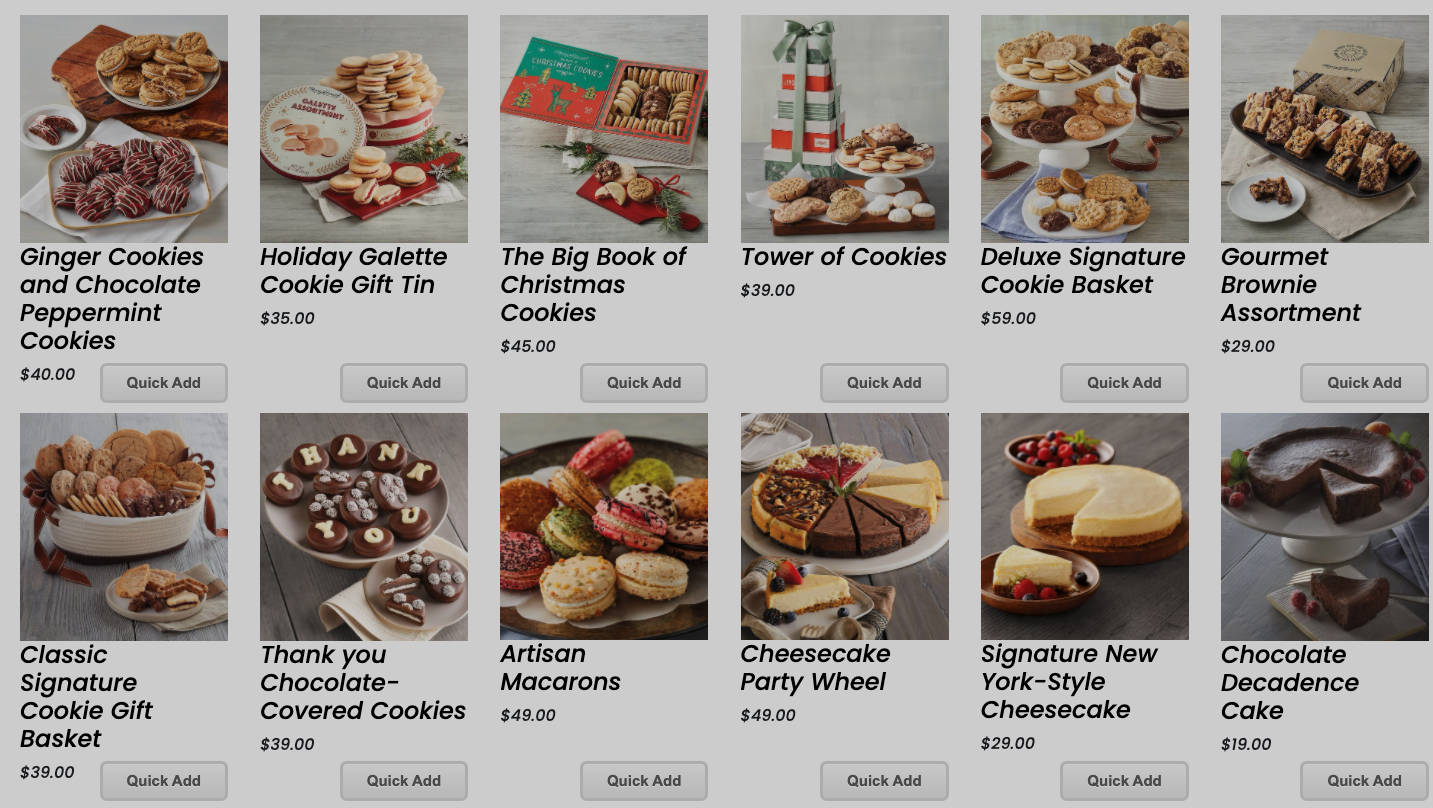 Ginger Cookies
and Chocolate
Peppermint
Cookies
$40.00
Quick Add
GALETTE
ASSORTMENT
Holiday Galette
Cookie Gift Tin
$35.00
Quick Add
CHRISTMAS COOKIES
The Big Book of
Christmas
Cookies
$45.00
Quick Add
Tower of Cookies
$39.00
Quick Add
Deluxe Signature
Cookie Basket
$59.00
Quick Add
Gourmet
Brownie
Assortment
$29.00
Quick Add
Classic
Signature
Cookie Gift
Basket
$39.00
Quick Add
THANK
YOU
Thank you
Chocolate-
Covered Cookies
$39.00
Quick Add
Artisan
Macarons
$49.00
Quick Add
Cheesecake
Party Wheel
$49.00
Quick Add
Signature New
York-Style
Cheesecake
$29.00
Quick Add
Chocolate
Decadence
Cake
$19.00
Quick Add